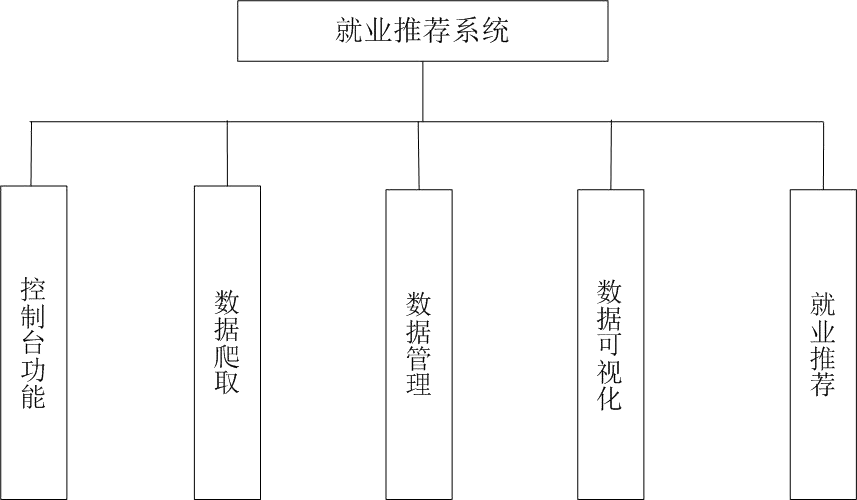 就业推荐系统
控制台功能
数据爬取
数据管理
数据可视化
就业推荐